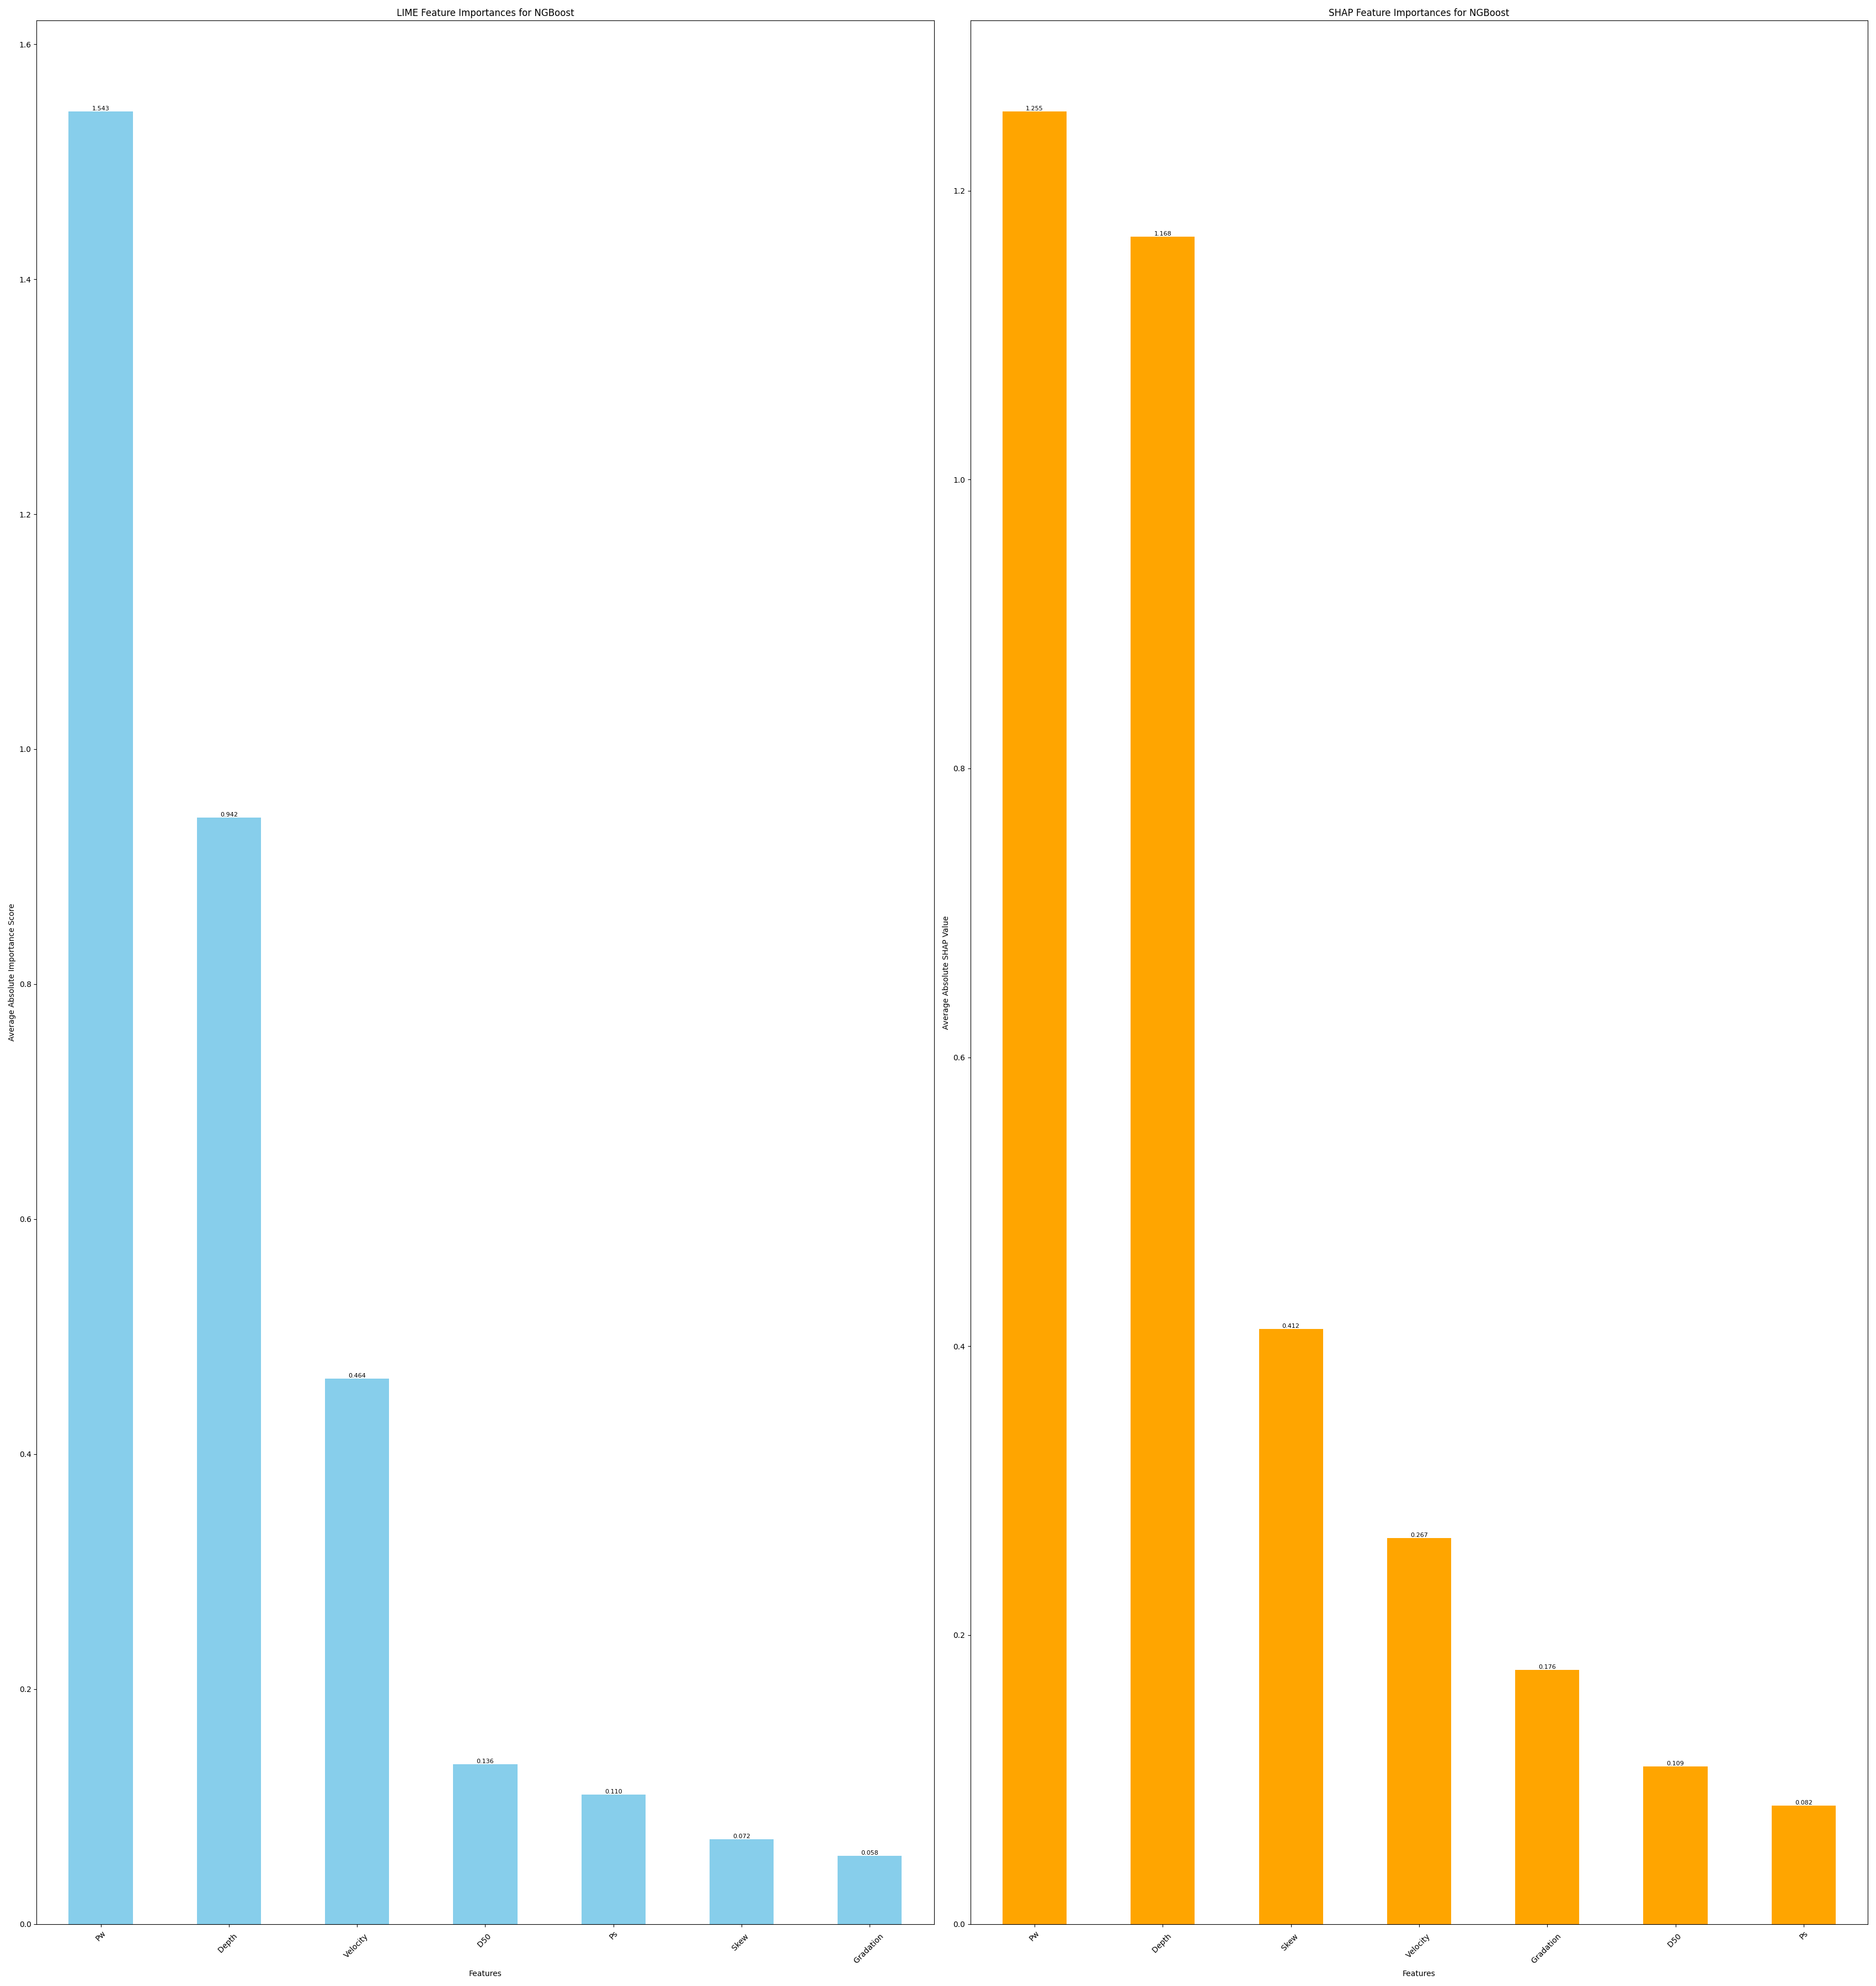 LIME Feature Importances for NGBoost
Average Absolute Importance Score
1.6
1.4
1.2
1.0
0.8
0.6
0.4
0.2
0.0
1.543
0.942
0.464
0.136
0.110
0.072
0.058
Pw
Depth
Velocity
D50
Ps
Skew
Gradation
Features
SHAP Feature Importances for NGBoost
Average Absolute SHAP Value
1.2
1.0
0.8
0.6
0.4
0.2
0.0
1.255
1.168
0.412
0.267
0.176
0.109
0.082
Pw
Depth
Skew
Velocity
Gradation
D50
Ps
Features